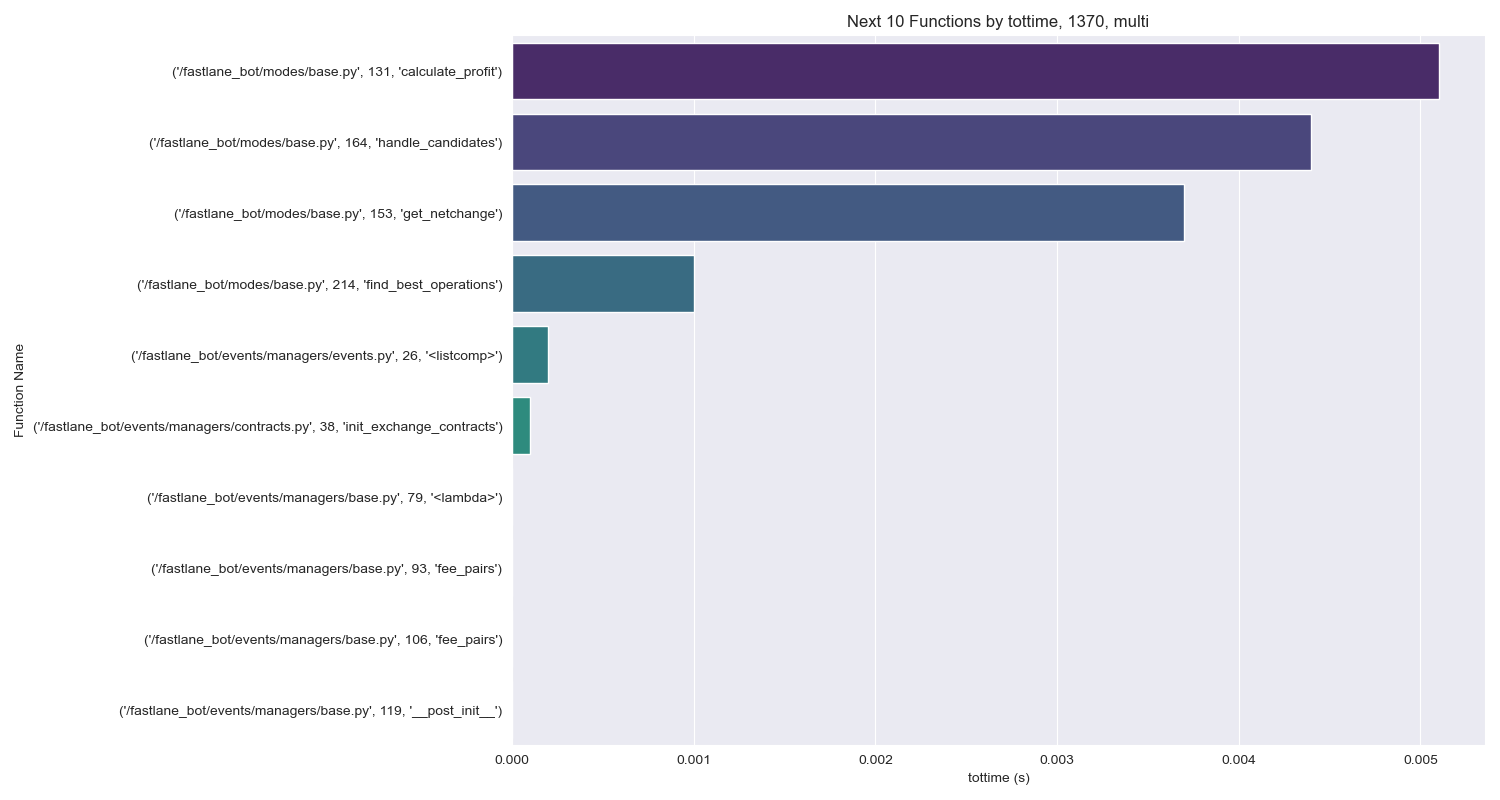 Next 10 Functions by tottime, 1370, multi
('/fastlane_bot/modes/base.py', 131, 'calculate_profit')
('/fastlane_bot/modes/base.py', 164, 'handle_candidates')
('/fastlane_bot/modes/base.py', 153, 'get_netchange')
('/fastlane_bot/modes/base.py', 214, 'find_best_operations')
('/fastlane_bot/events/managers/events.py', 26, '<listcomp>')
('/fastlane_bot/events/managers/contracts.py', 38, 'init_exchange_contracts')
('/fastlane_bot/events/managers/base.py', 79, '<lambda>')
('/fastlane_bot/events/managers/base.py', 93, 'fee_pairs')
('/fastlane_bot/events/managers/base.py', 106, 'fee_pairs')
('/fastlane_bot/events/managers/base.py', 119, '__post_init__')
Function Name
0.000 0.001 0.002 0.003 0.004 0.005
tottime (s)